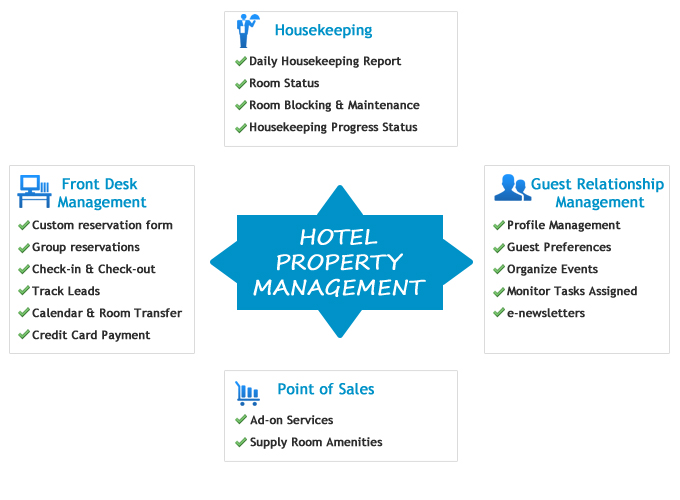 Housekeeping
Daily Housekeeping Report
Room Status
Room Blocking & Maintenance
Housekeeping Progress Status
Front Desk
Management
Custom reservation form
Group reservations
Check-in & Check-out
Track Leads
Calendar & Room Transfer
Credit Card Payment
HOTEL
PROPERTY
MANAGEMENT
Guest Relationship
Management
Profile Management
Guest Preferences
Organize Events
Monitor Tasks Assigned
e-newsletters
Point of Sales
Ad-on Services
Supply Room Amenities